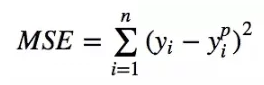 MSE = \sum_{i=1}^{n} (y_i - y_i^p)^2